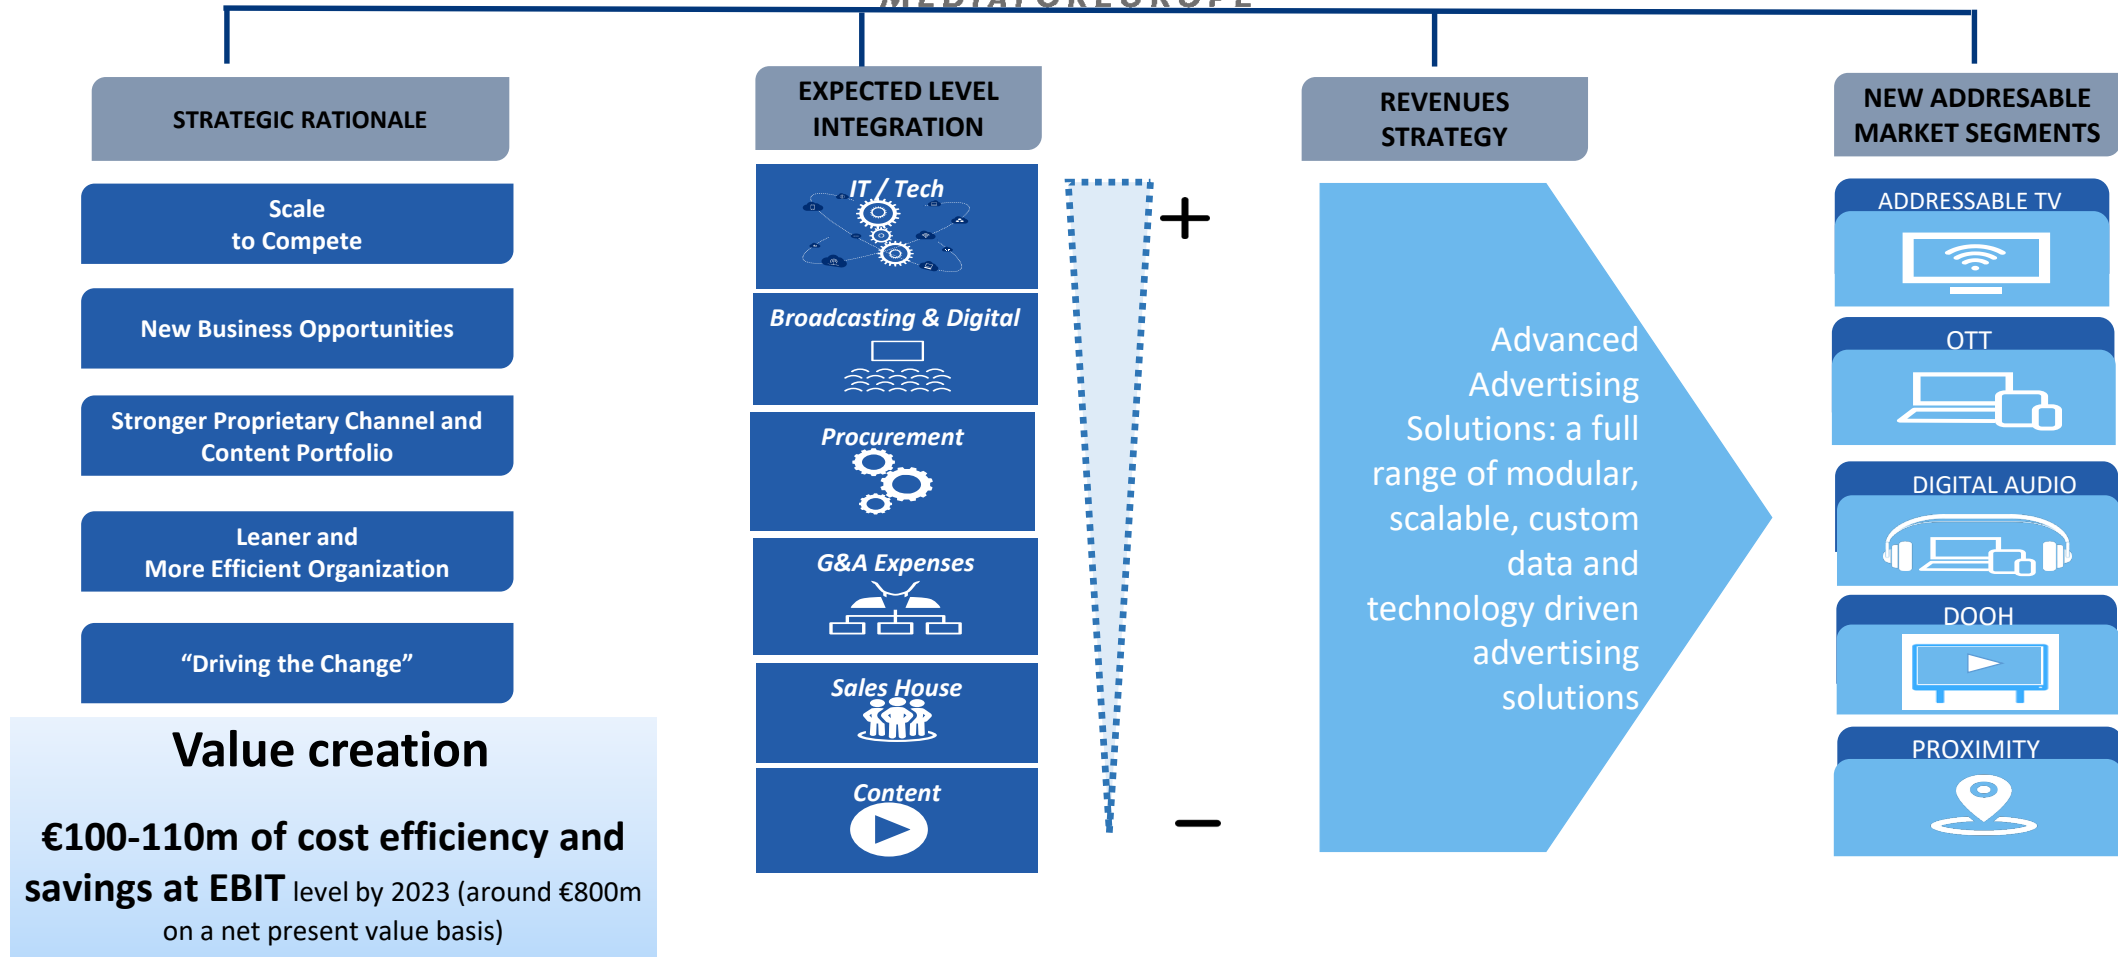 MEDIAFOREUROPE
STRATEGIC RATIONALE
Scale
to Compete
New Business Opportunities
Stronger Proprietary Channel and
Content Portfolio
Leaner and
More Efficient Organization
“Driving the Change”
Value creation
€100-110m of cost efficiency and
savings at EBIT level by 2023 (around €800m
on a net present value basis)
EXPECTED LEVEL
INTEGRATION
IT / Tech
Broadcasting & Digital
Procurement
G&A Expenses
Sales House
Content
+
–
REVENUES
STRATEGY
Advanced
Advertising
Solutions: a full
range of modular,
scalable, custom
data and
technology driven
advertising
solutions
NEW ADDRESABLE
MARKET SEGMENTS
ADDRESSABLE TV
OTT
DIGITAL AUDIO
DOOH
PROXIMITY